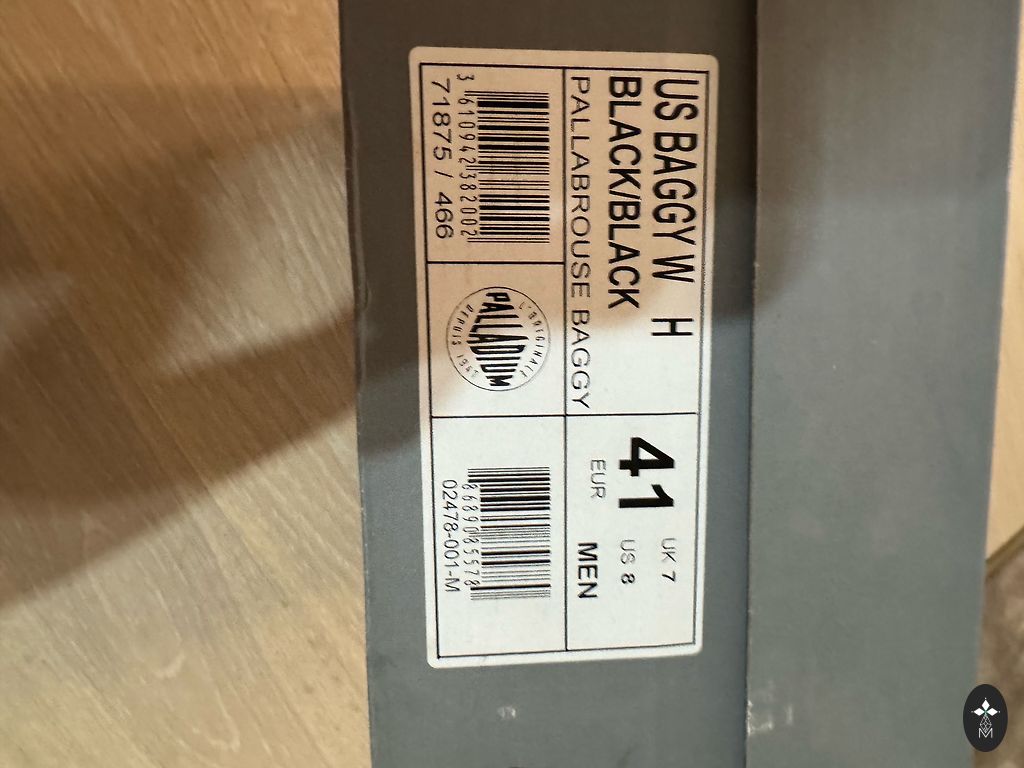 US BAGGY W H
BLACK/BLACK
PALLABROUSE BAGGY
41
EUR
UK 7
US 8
MEN
3 610942 382002
71875 / 466
L'ORIGINALE
PALLADIUM
DEPUIS 1947
02478-001-M
M